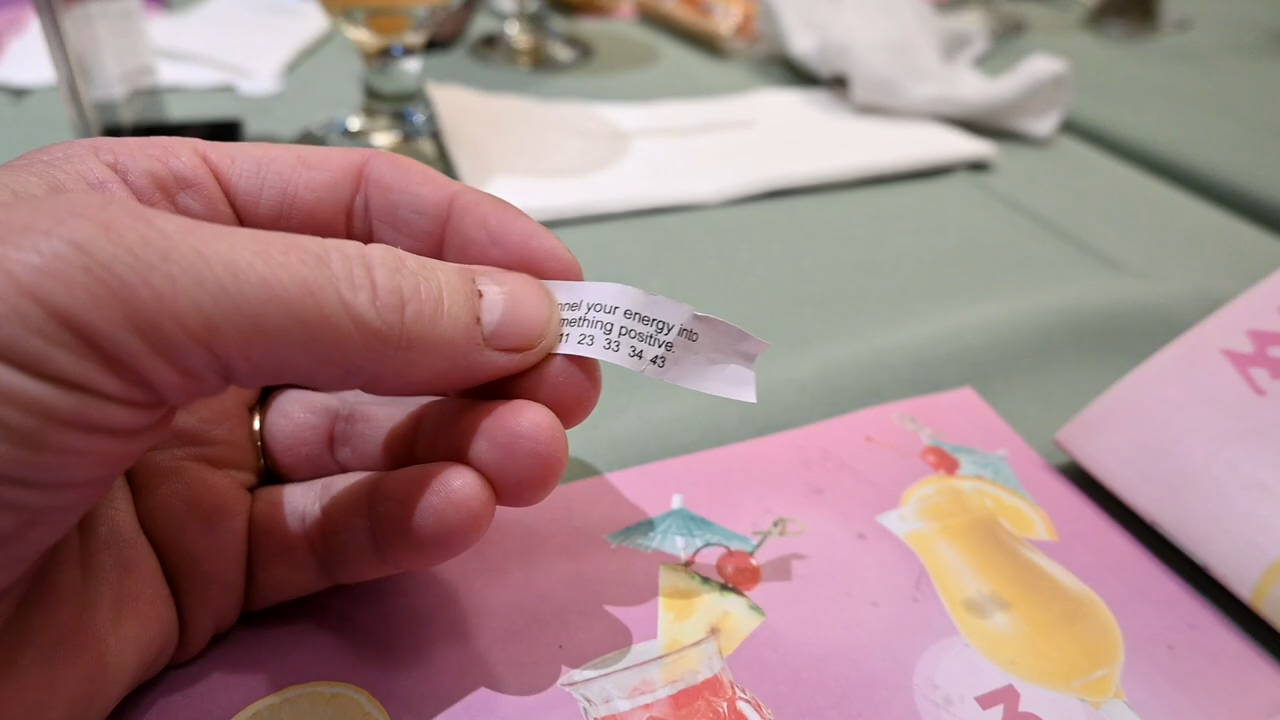 nnel your energy into
mething positive.
11 23 33 34 43